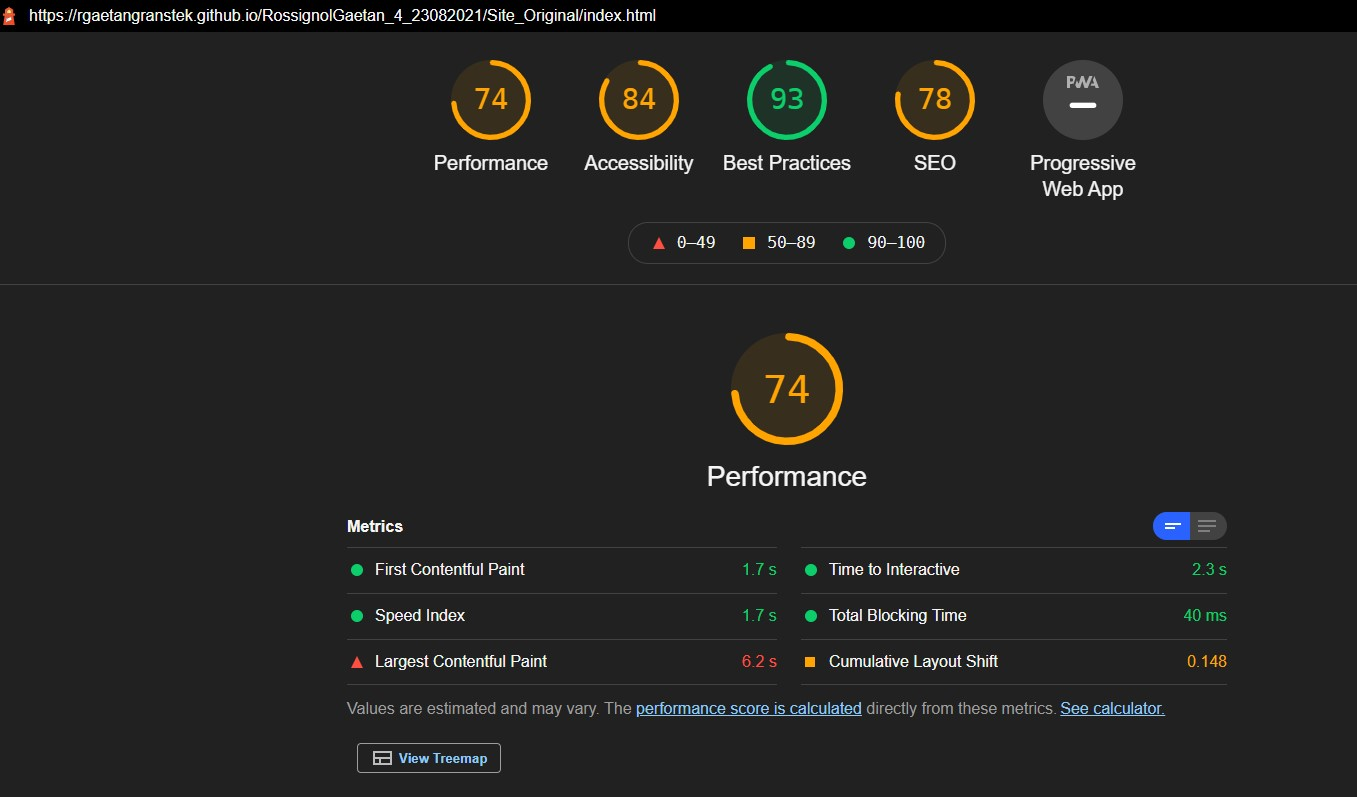 https://rgaetangranstek.github.io/RossignolGaetan_4_23082021/Site_Original/index.html
74 84 93 78 PWA
Performance Accessibility Best Practices SEO Progressive
Web App
0–49 50–89 90–100
74
Performance
Metrics
First Contentful Paint 1.7 s Time to Interactive 2.3 s
Speed Index 1.7 s Total Blocking Time 40 ms
Largest Contentful Paint 6.2 s Cumulative Layout Shift 0.148
Values are estimated and may vary. The performance score is calculated directly from these metrics. See calculator.
View Treemap